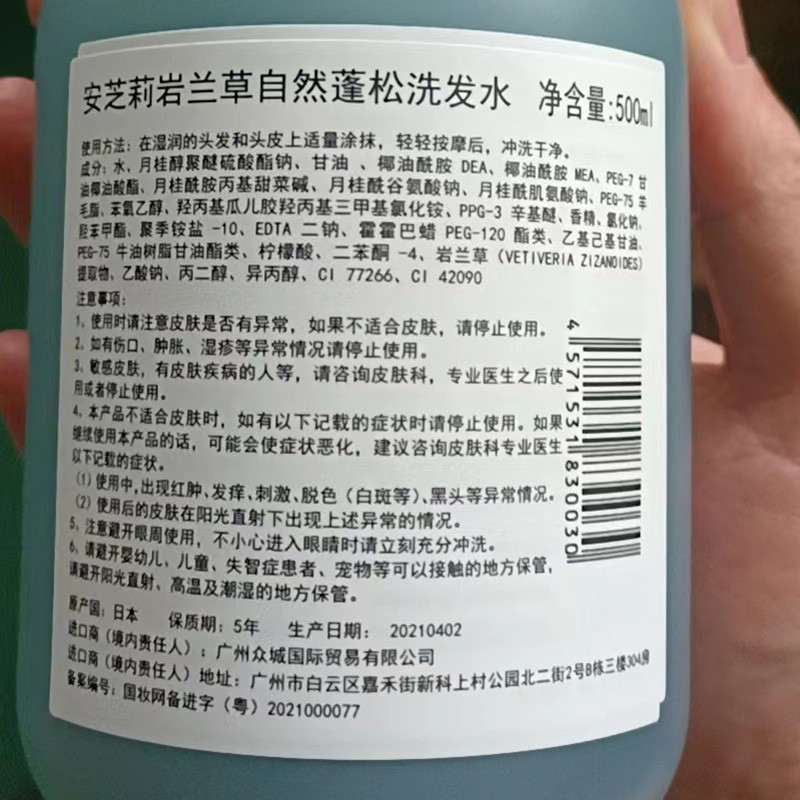 安芝莉岩兰草自然蓬松洗发水 净含量:500ml
使用方法: 在湿润的头发和头皮上适量涂抹，轻轻按摩后，冲洗干净。
成分: 水、月桂醇聚醚硫酸酯钠、甘油 、椰油酰胺 DEA、椰油酰胺 MEA、PEG-7 甘
油椰油酸酯、月桂酰胺丙基甜菜碱、月桂酰谷氨酸钠、月桂酰肌氨酸钠、PEG-75 羊
毛脂、苯氧乙醇、羟丙基瓜儿胶羟丙基三甲基氯化铵、PPG-3 辛基醚、香精、氯化钠、
羟苯甲酯、聚季铵盐 -10、EDTA 二钠、霍霍巴蜡 PEG-120 酯类、乙基己基甘油、
PEG-75 牛油树脂甘油酯类、柠檬酸、二苯酮 -4、岩兰草 (VETIVERIA ZIZANOIDES)
提取物、乙酸钠、丙二醇、异丙醇、CI 77266、CI 42090
注意事项:
1、使用时请注意皮肤是否有异常，如果不适合皮肤，请停止使用。
2、如有伤口、肿胀、湿疹等异常情况请停止使用。
3、敏感皮肤，有皮肤疾病的人等，请咨询皮肤科，专业医生之后使
用或者停止使用。
4、本产品不适合皮肤时，如有以下记载的症状时请停止使用。如果
继续使用本产品的话，可能会使症状恶化，建议咨询皮肤科专业医生
以下记载的症状。
(1) 使用中,出现红肿、发痒、刺激、脱色 (白斑等)、黑头等异常情况。
(2) 使用后的皮肤在阳光直射下出现上述异常的情况。
5、注意避开眼周使用，不小心进入眼睛时请立刻充分冲洗。
6、请避开婴幼儿、儿童、失智症患者、宠物等可以接触的地方保管，
请避开阳光直射、高温及潮湿的地方保管。
4 571531 830030
原产国: 日本 保质期: 5年 生产日期: 20210402
进口商 (境内责任人) : 广州众城国际贸易有限公司
进口商 (境内责任人) 地址: 广州市白云区嘉禾街新科上村公园北二街2号B栋三楼304房
备案编号: 国妆网备进字 (粤) 2021000077